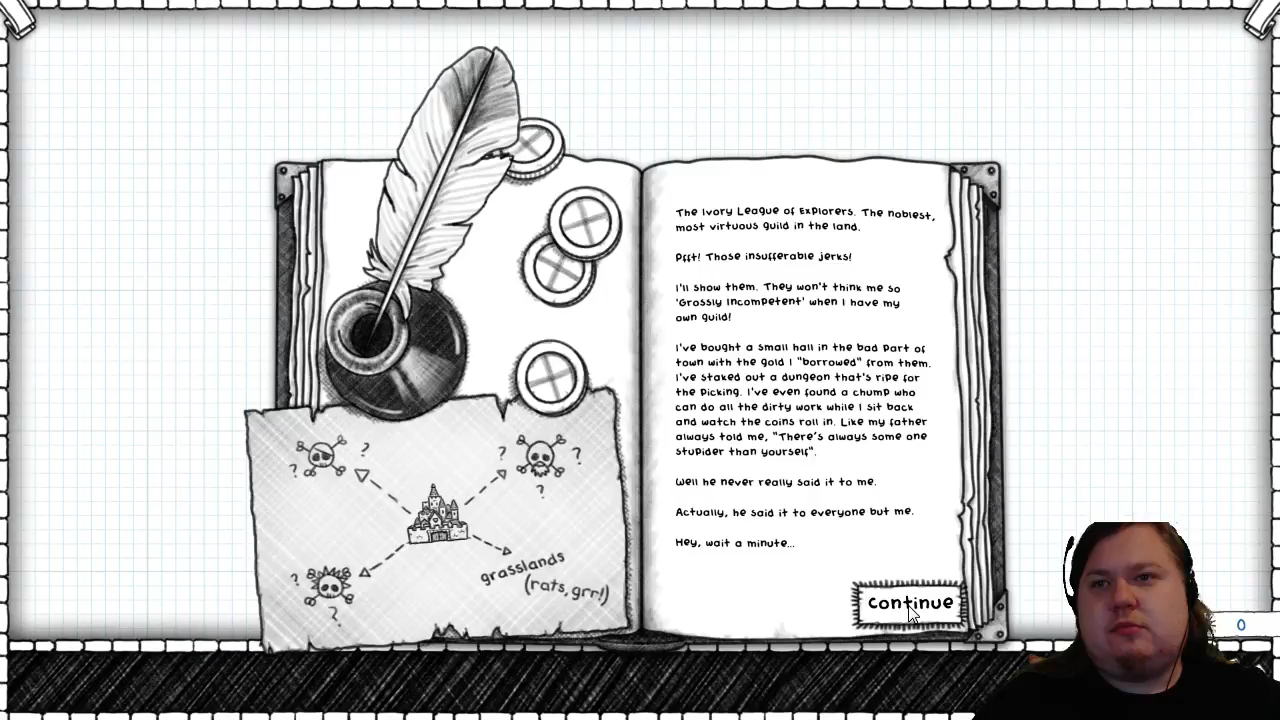 The Ivory League of Explorers. The noblest,
most virtuous guild in the land.
Pfft! Those insufferable jerks!
I'll show them. They won't think me so
'Grossly Incompetent' when I have my
own guild!
I've bought a small hall in the bad part of
town with the gold I "borrowed" from them.
I've staked out a dungeon that's ripe for
the picking. I've even found a chump who
can do all the dirty work while I sit back
and watch the coins roll in. Like my father
always told me, "There's always some one
stupider than yourself".
Well he never really said it to me.
Actually, he said it to everyone but me.
Hey, wait a minute...
? ? ? ?
?
grasslands
(rats, grr!)
?
?
continue
0